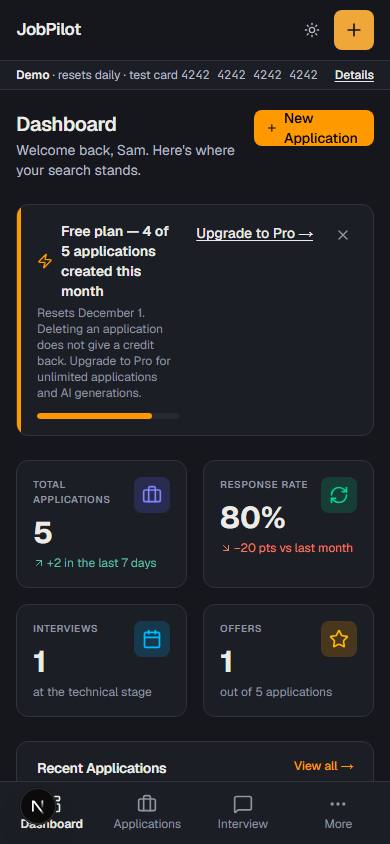 JobPilot
Demo · resets daily · test card 4242 4242 4242 4242 Details
Dashboard
Welcome back, Sam. Here's where
your search stands.
+ New
Application
Free plan — 4 of
5 applications
created this
month
Upgrade to Pro →
Resets December 1.
Deleting an application
does not give a credit
back. Upgrade to Pro for
unlimited applications
and AI generations.
TOTAL
APPLICATIONS
5
+2 in the last 7 days
RESPONSE RATE
80%
−20 pts vs last month
INTERVIEWS
1
at the technical stage
OFFERS
1
out of 5 applications
Recent Applications
View all →
N
Dashboard
Applications
Interview
More